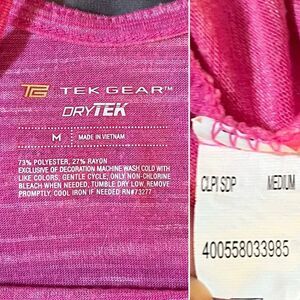 TEK GEAR™
DRYTEK
M MADE IN VIETNAM
73% POLYESTER, 27% RAYON
EXCLUSIVE OF DECORATION MACHINE WASH COLD WITH
LIKE COLORS, GENTLE CYCLE, ONLY NON-CHLORINE
BLEACH WHEN NEEDED, TUMBLE DRY LOW, REMOVE
PROMPTLY, COOL IRON IF NEEDED RN#73277
CLPI SDP MEDIUM
400558033985